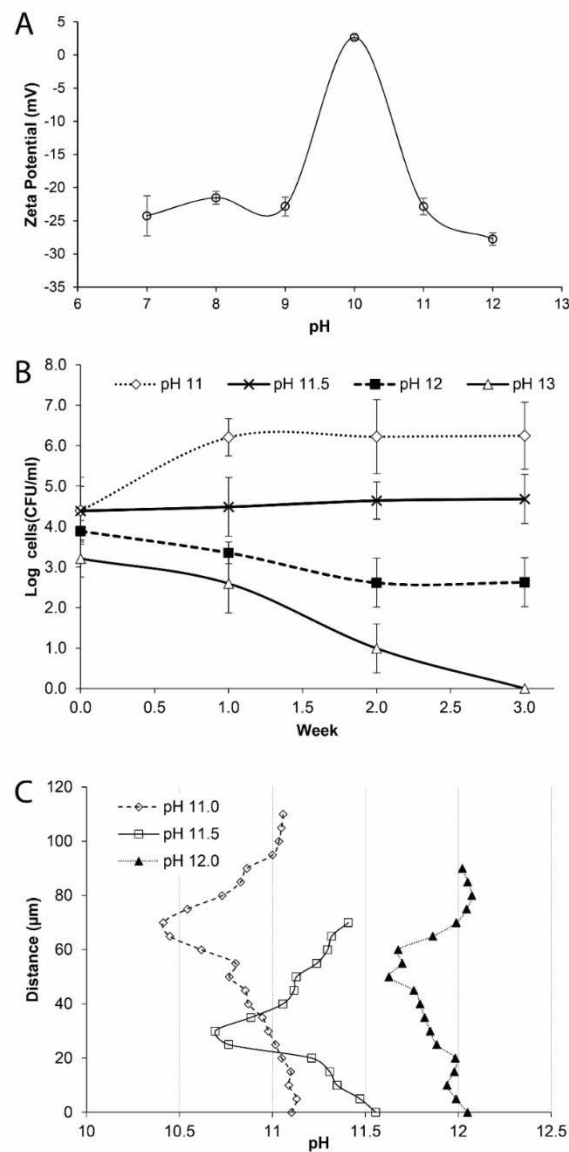 A
Zeta Potential (mV)
5
0
-5
-10
-15
-20
-25
-30
-35
6 7 8 9 10 11 12 13
pH
B
pH 11 pH 11.5 pH 12 pH 13
Log cells(CFU/ml)
8.0
7.0
6.0
5.0
4.0
3.0
2.0
1.0
0.0
0.0 0.5 1.0 1.5 2.0 2.5 3.0
Week
C
pH 11.0
pH 11.5
pH 12.0
Distance (µm)
120
100
80
60
40
20
0
10 10.5 11 11.5 12 12.5
pH